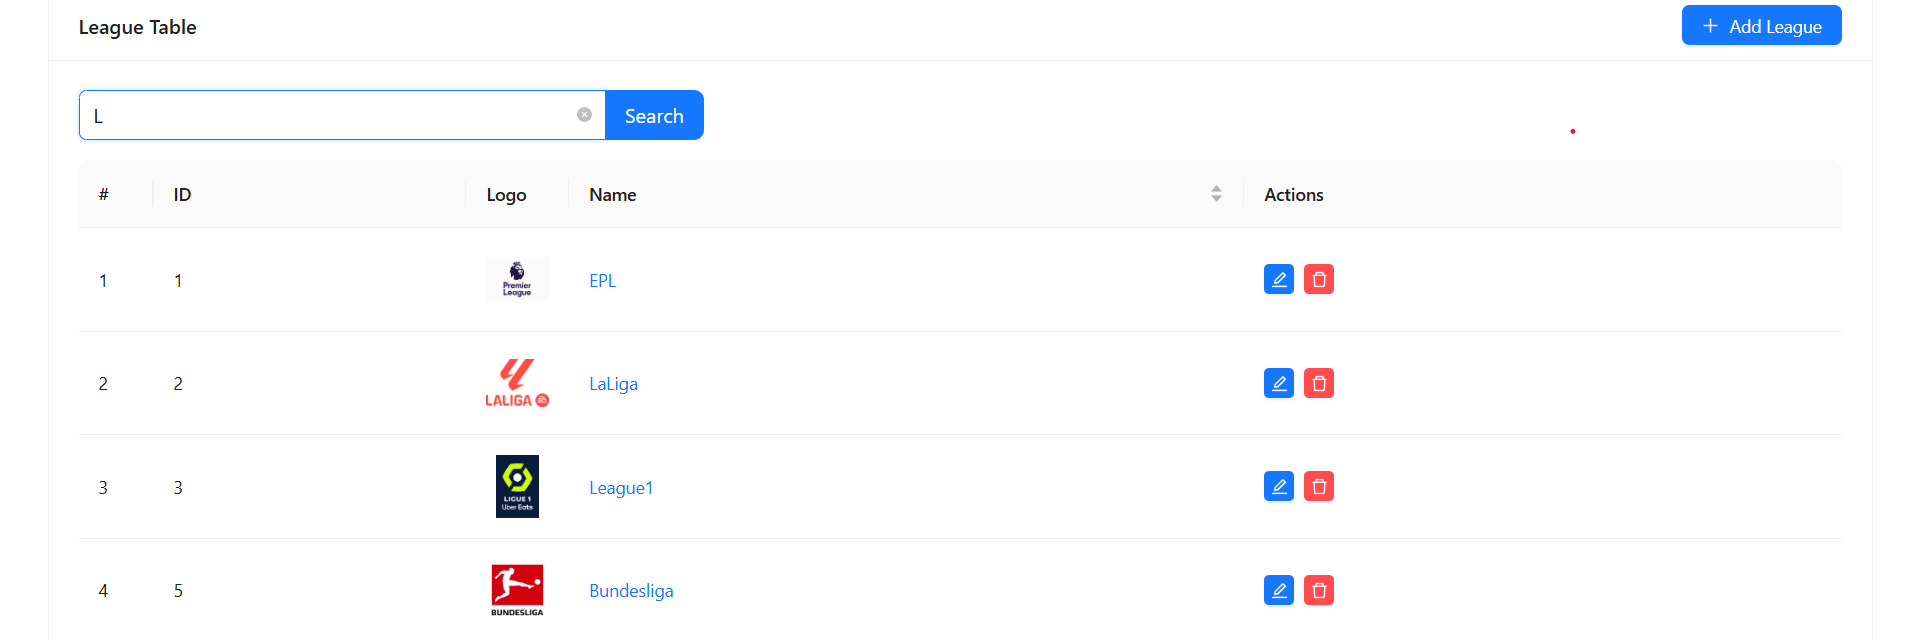 League Table
+ Add League
L
Search
# ID Logo Name Actions
1 1 Premier League EPL
2 2 LALIGA LaLiga
3 3 LIGUE 1 Uber Eats League1
4 5 BUNDESLIGA Bundesliga